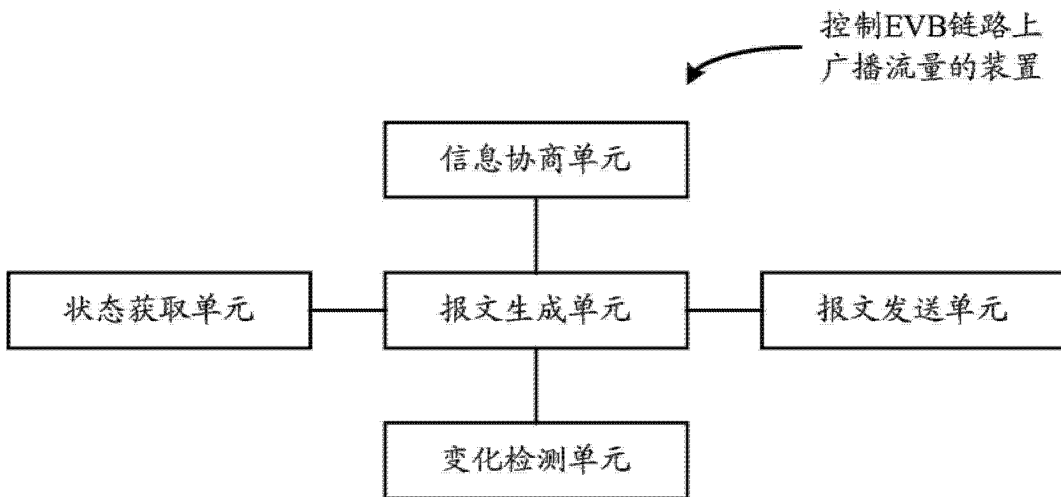 控制EVB链路上
广播流量的装置
信息协商单元
状态获取单元
报文生成单元
报文发送单元
变化检测单元